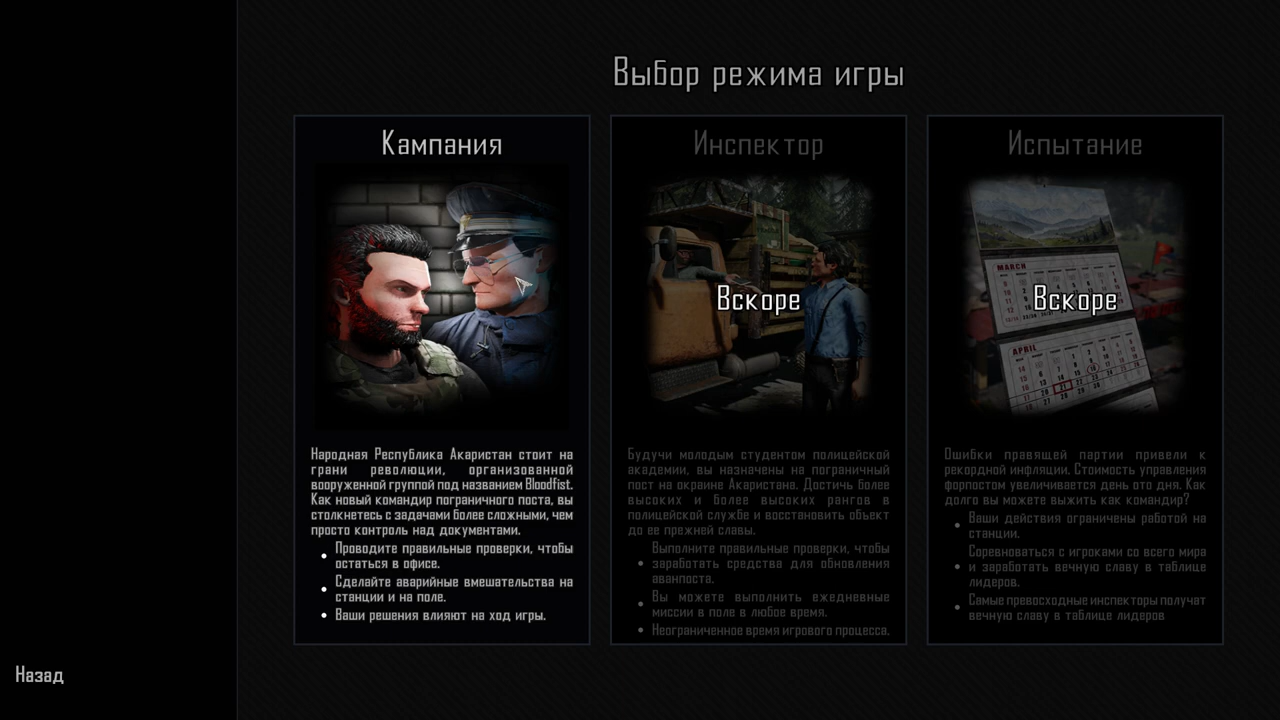 Выбор режима игры
Кампания
Народная Республика Акаристан стоит на
грани революции, организованной
вооруженной группой под названием Bloodfist.
Как новый командир пограничного поста, вы
столкнетесь с задачами более сложными, чем
просто контроль над документами.
• Проводите правильные проверки, чтобы
остаться в офисе.
• Сделайте аварийные вмешательства на
станции и на поле.
• Ваши решения влияют на ход игры.
Инспектор
Вскоре
Будучи молодым студентом полицейской
академии, вы назначены на пограничный
пост на окраине Акаристана. Достичь более
высоких и более высоких рангов в
полицейской службе и восстановить объект
до ее прежней славы.
• Выполните правильные проверки, чтобы
заработать средства для обновления
аванпоста.
• Вы можете выполнить ежедневные
миссии в поле в любое время.
• Неограниченное время игрового процесса.
Испытание
MARCH
Вскоре
APRIL
Ошибки правящей партии привели к
рекордной инфляции. Стоимость управления
форпостом увеличивается день ото дня. Как
долго вы можете выжить как командир?
• Ваши действия ограничены работой на
станции.
• Соревноваться с игроками со всего мира
и заработать вечную славу в таблице
лидеров.
• Самые превосходные инспекторы получат
вечную славу в таблице лидеров
Назад